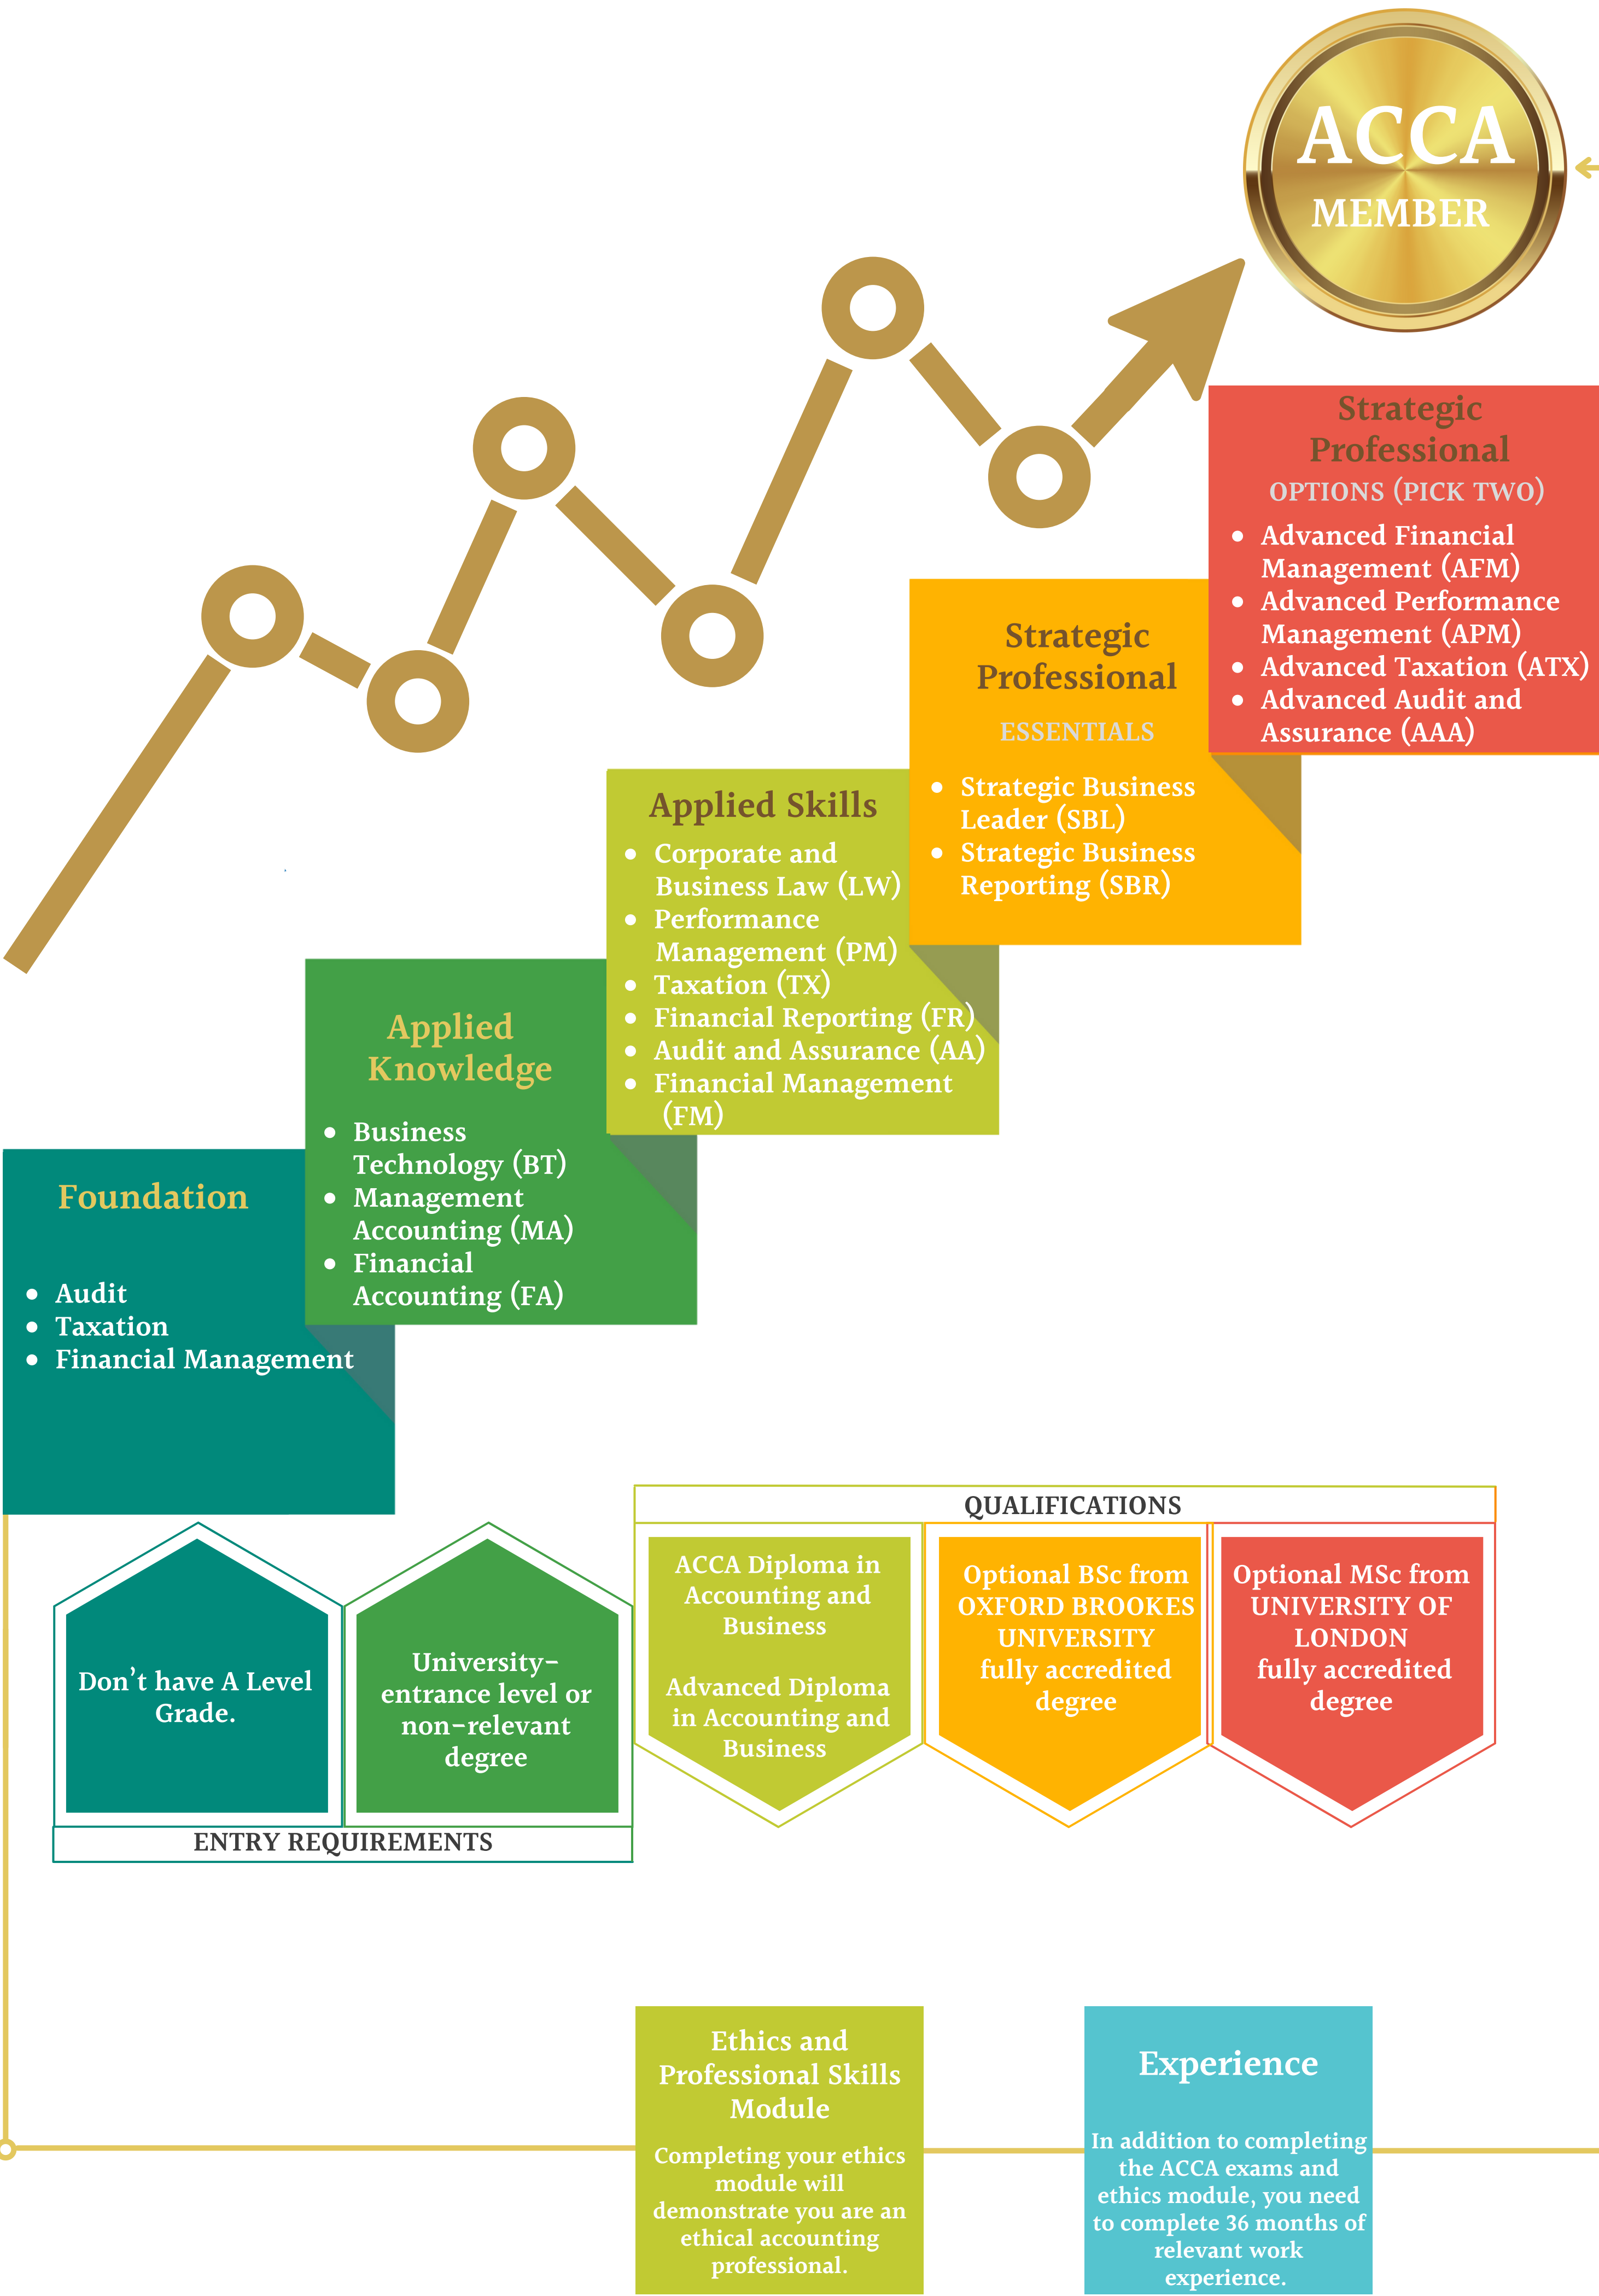 ACCA
MEMBER
Strategic
Professional
OPTIONS (PICK TWO)
• Advanced Financial
Management (AFM)
• Advanced Performance
Management (APM)
• Advanced Taxation (ATX)
• Advanced Audit and
Assurance (AAA)
Strategic
Professional
ESSENTIALS
• Strategic Business
Leader (SBL)
• Strategic Business
Reporting (SBR)
Applied Skills
• Corporate and
Business Law (LW)
• Performance
Management (PM)
• Taxation (TX)
• Financial Reporting (FR)
• Audit and Assurance (AA)
• Financial Management
(FM)
Applied
Knowledge
• Business
Technology (BT)
• Management
Accounting (MA)
• Financial
Accounting (FA)
Foundation
• Audit
• Taxation
• Financial Management
QUALIFICATIONS
Don't have A Level
Grade.
University-
entrance level or
non-relevant
degree
ENTRY REQUIREMENTS
ACCA Diploma in
Accounting and
Business
Advanced Diploma
in Accounting and
Business
Optional BSc from
OXFORD BROOKES
UNIVERSITY
fully accredited
degree
Optional MSc from
UNIVERSITY OF
LONDON
fully accredited
degree
Ethics and
Professional Skills
Module
Completing your ethics
module will
demonstrate you are an
ethical accounting
professional.
Experience
In addition to completing
the ACCA exams and
ethics module, you need
to complete 36 months of
relevant work
experience.